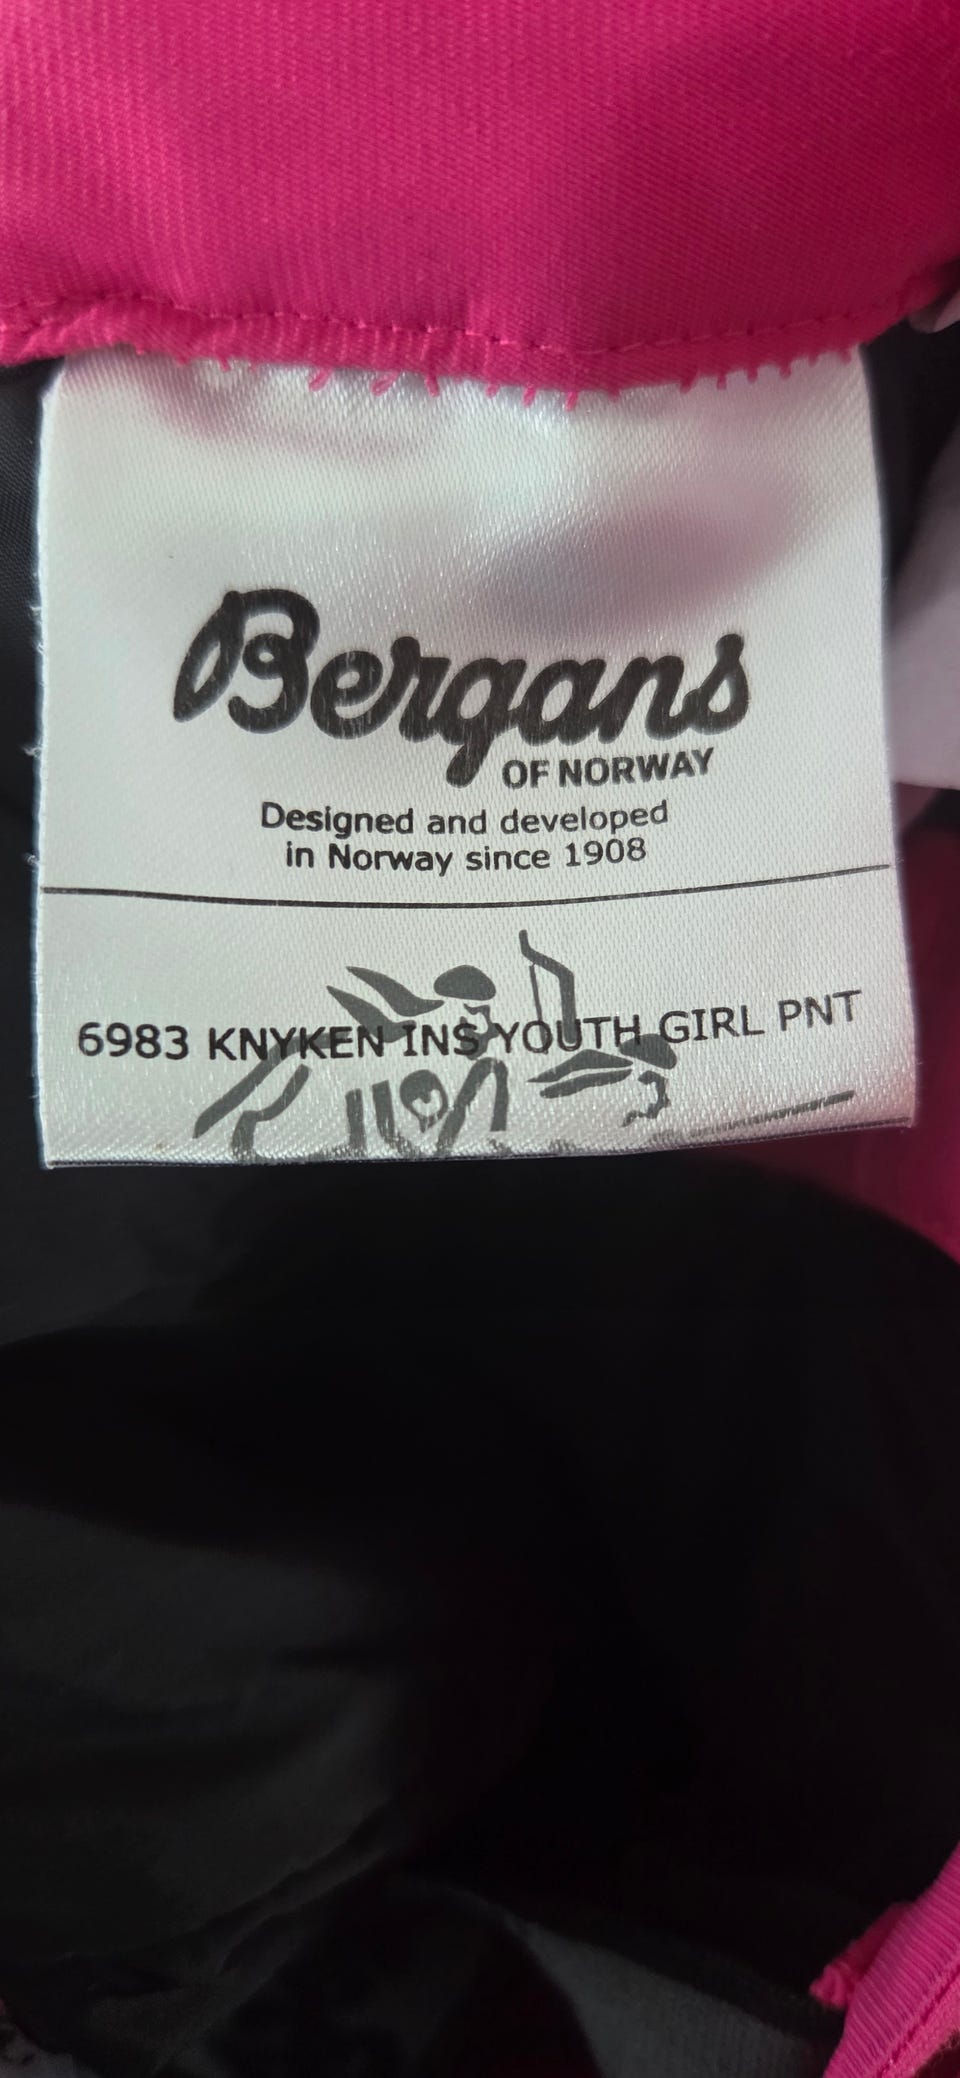 Bergans
OF NORWAY
Designed and developed
in Norway since 1908
6983 KNYKEN INS YOUTH GIRL PNT